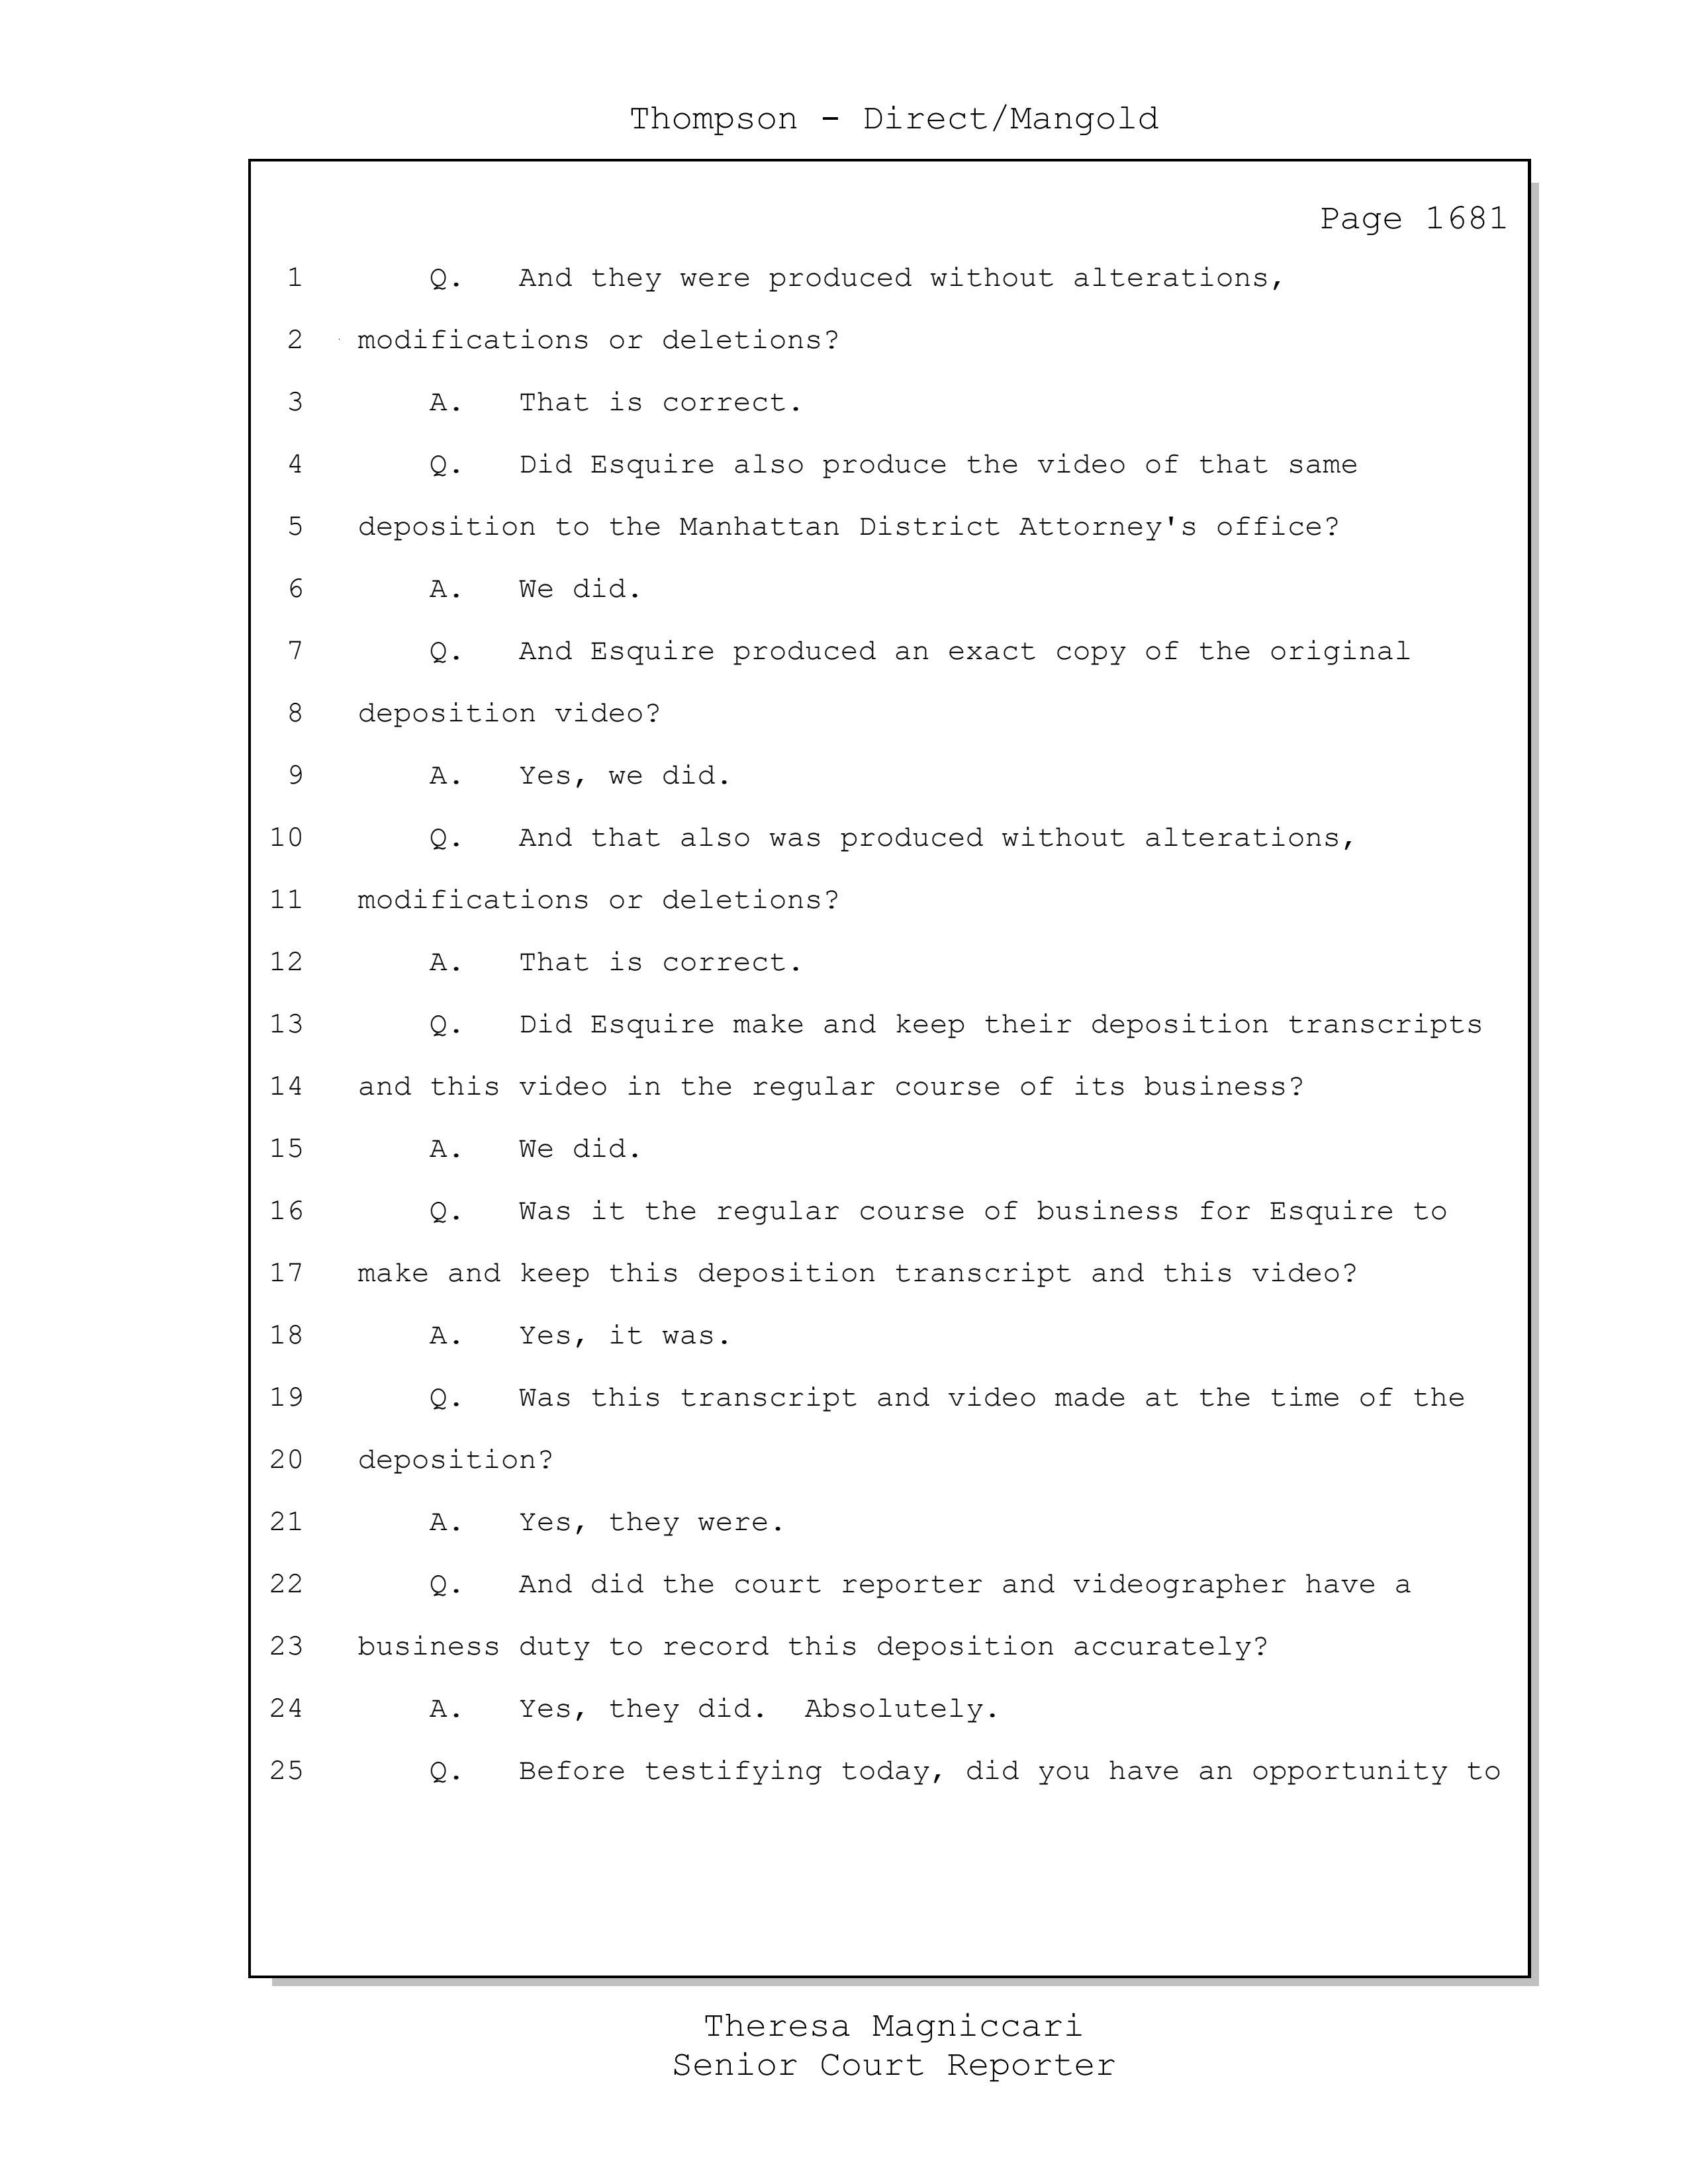 Thompson - Direct/Mangold
Page 1681
1 Q. And they were produced without alterations,
2 modifications or deletions?
3 A. That is correct.
4 Q. Did Esquire also produce the video of that same
5 deposition to the Manhattan District Attorney's office?
6 A. We did.
7 Q. And Esquire produced an exact copy of the original
8 deposition video?
9 A. Yes, we did.
10 Q. And that also was produced without alterations,
11 modifications or deletions?
12 A. That is correct.
13 Q. Did Esquire make and keep their deposition transcripts
14 and this video in the regular course of its business?
15 A. We did.
16 Q. Was it the regular course of business for Esquire to
17 make and keep this deposition transcript and this video?
18 A. Yes, it was.
19 Q. Was this transcript and video made at the time of the
20 deposition?
21 A. Yes, they were.
22 Q. And did the court reporter and videographer have a
23 business duty to record this deposition accurately?
24 A. Yes, they did. Absolutely.
25 Q. Before testifying today, did you have an opportunity to
Theresa Magniccari
Senior Court Reporter